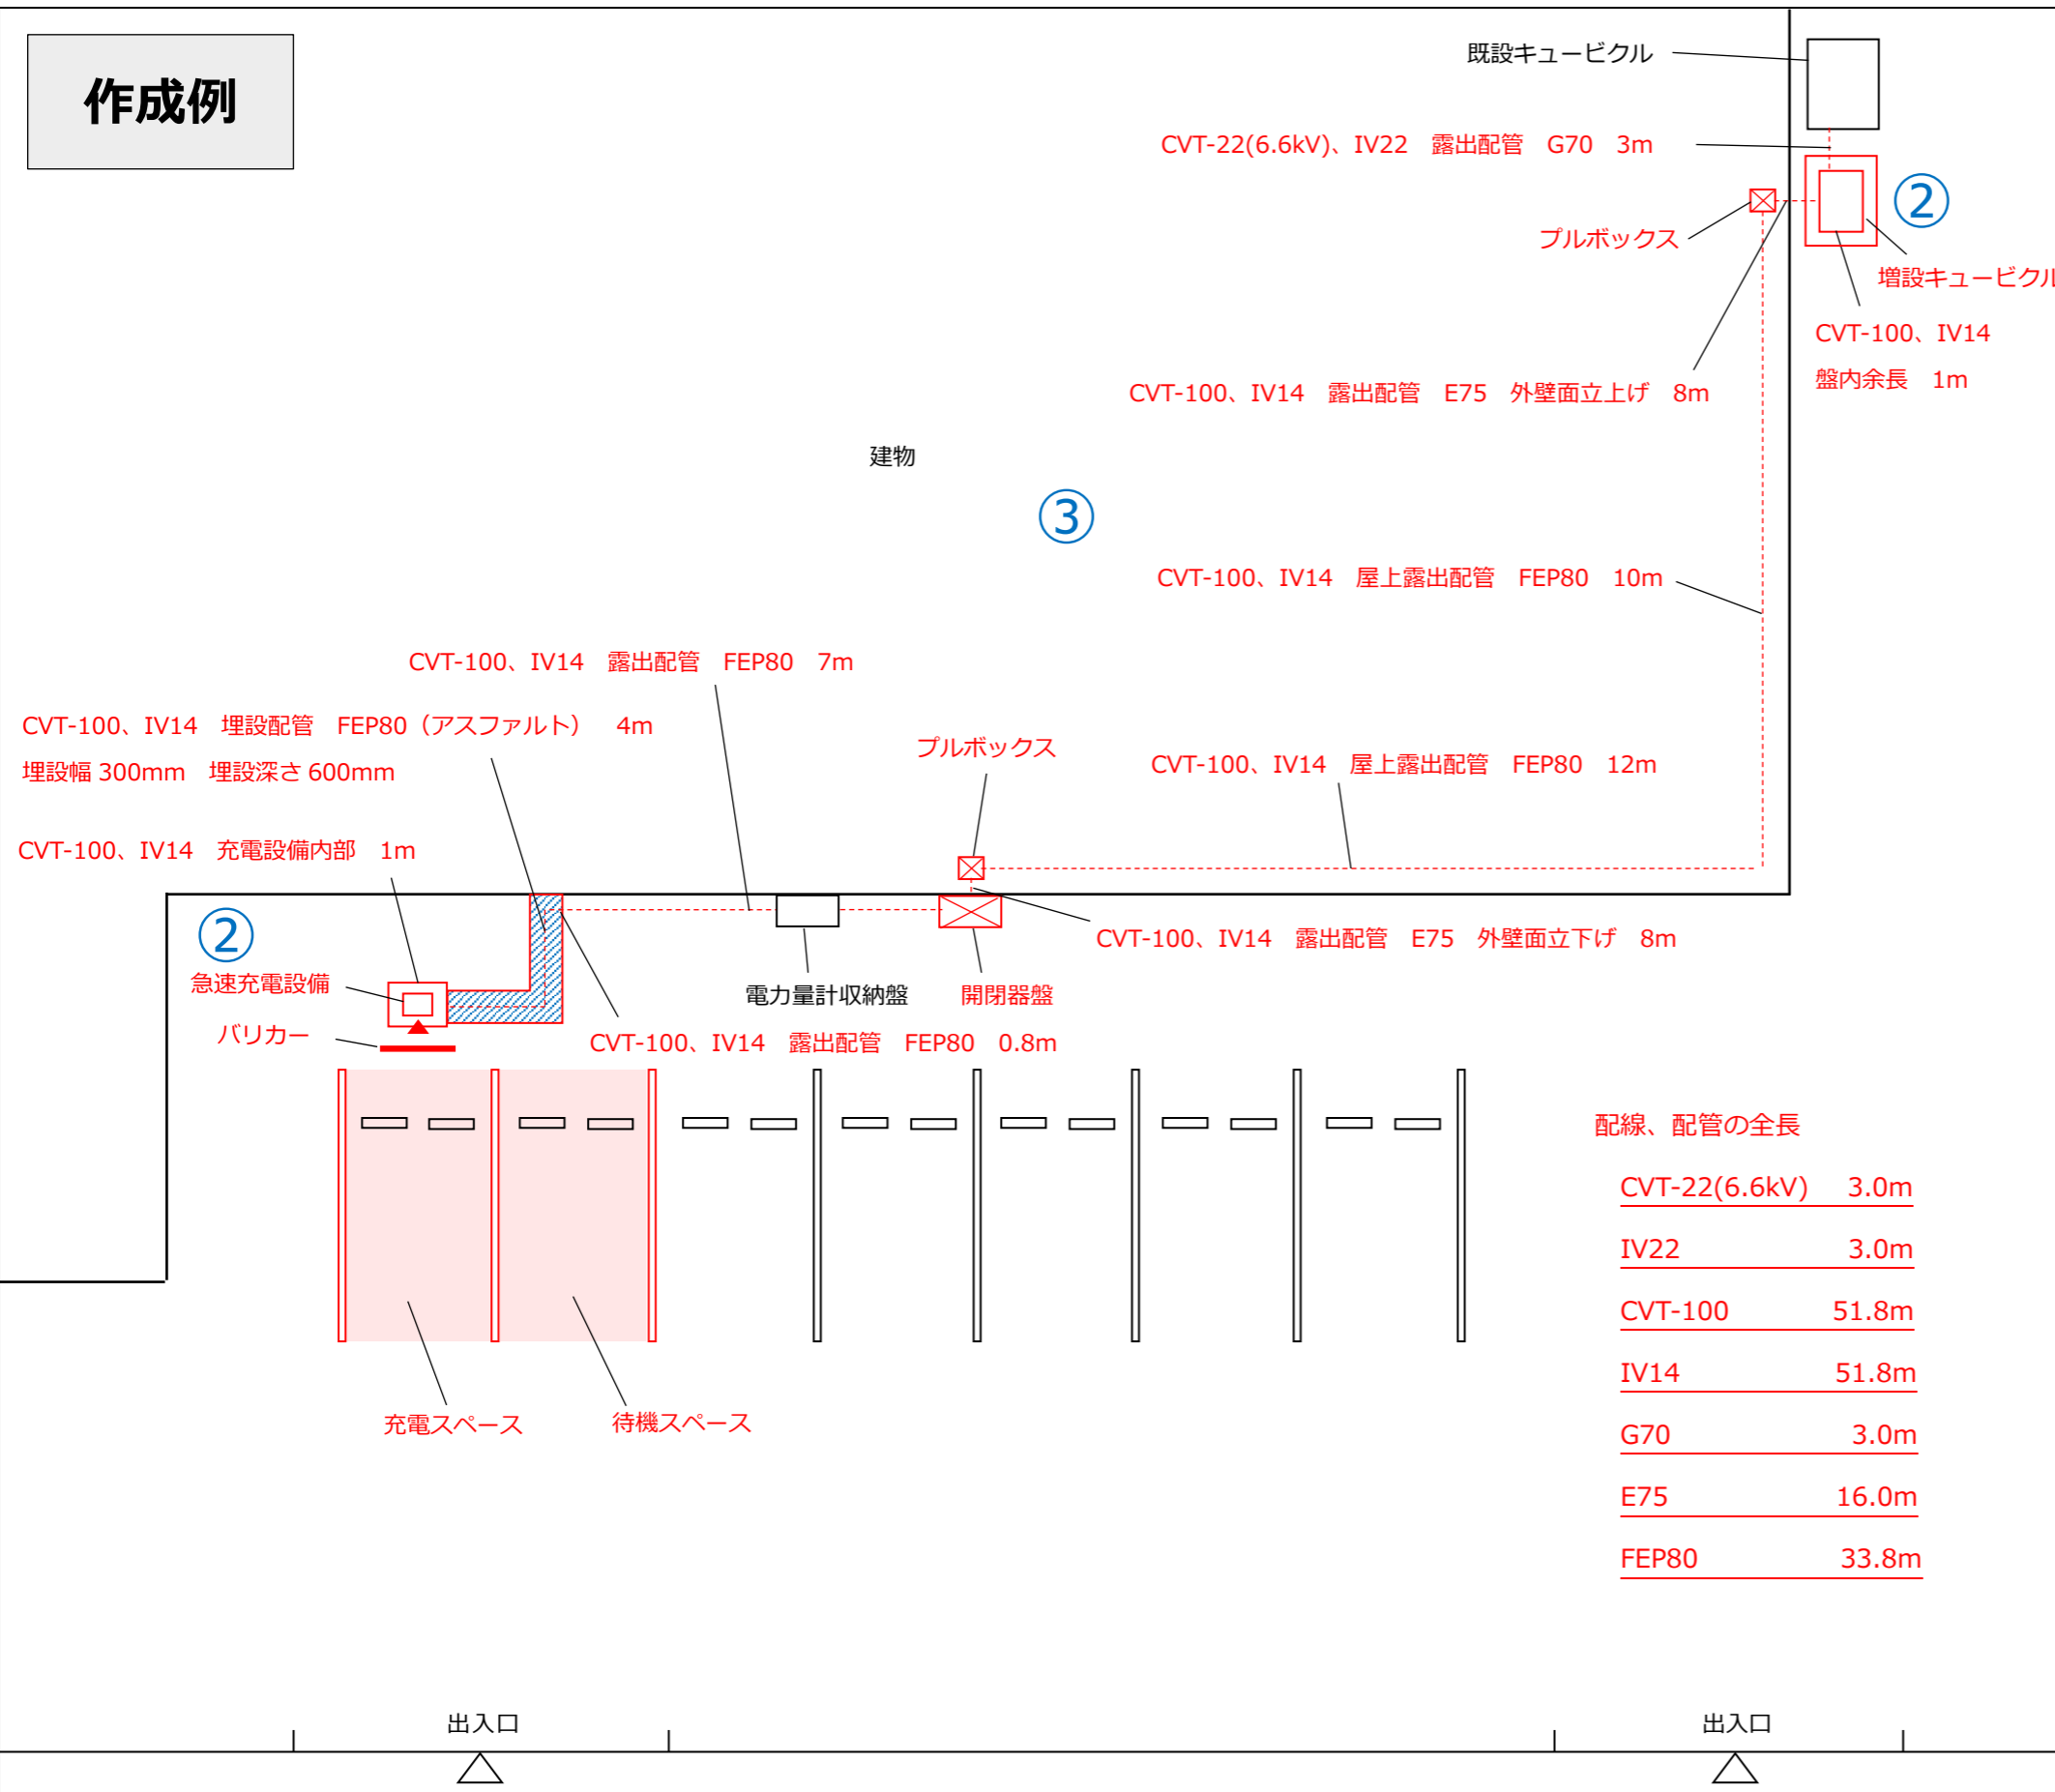 作成例
既設キュービクル
CVT-22(6.6kV)、IV22　露出配管　G70　3m
②
プルボックス
増設キュービクル
CVT-100、IV14
盤内余長　1m
CVT-100、IV14　露出配管　E75　外壁面立上げ　8m
建物
③
CVT-100、IV14　屋上露出配管　FEP80　10m
CVT-100、IV14　露出配管　FEP80　7m
CVT-100、IV14　埋設配管　FEP80（アスファルト）　4m
埋設幅 300mm　埋設深さ 600mm
プルボックス
CVT-100、IV14　屋上露出配管　FEP80　12m
CVT-100、IV14　充電設備内部　1m
②
CVT-100、IV14　露出配管　E75　外壁面立下げ　8m
急速充電設備
電力量計収納盤
開閉器盤
バリカー
CVT-100、IV14　露出配管　FEP80　0.8m
配線、配管の全長
CVT-22(6.6kV)　3.0m
IV22　3.0m
CVT-100　51.8m
IV14　51.8m
G70　3.0m
E75　16.0m
FEP80　33.8m
充電スペース
待機スペース
出入口
出入口